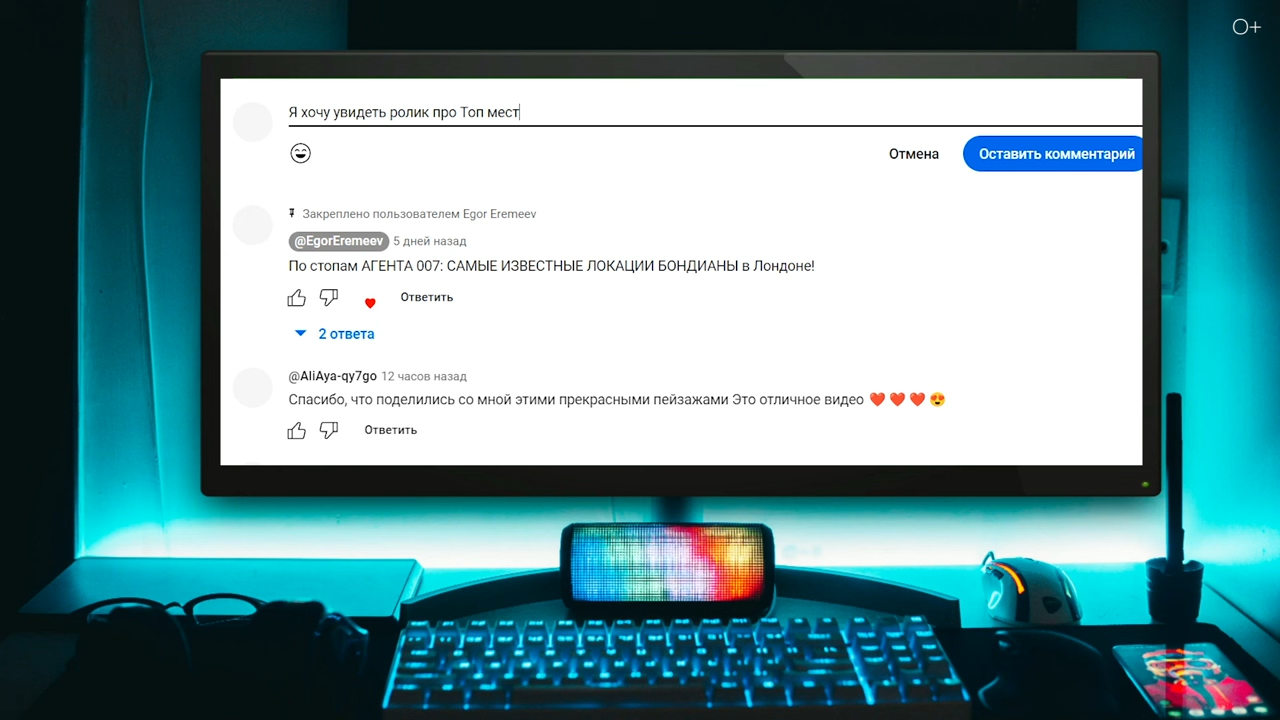 0+
Я хочу увидеть ролик про Топ мест
Отмена
Оставить комментарий
Закреплено пользователем Egor Eremeev
@EgorEremeev 5 дней назад
По стопам АГЕНТА 007: САМЫЕ ИЗВЕСТНЫЕ ЛОКАЦИИ БОНДИАНЫ в Лондоне!
Ответить
2 ответа
@AliAya-qy7go 12 часов назад
Спасибо, что поделились со мной этими прекрасными пейзажами Это отличное видео ❤️ ❤️ ❤️ 😍
Ответить